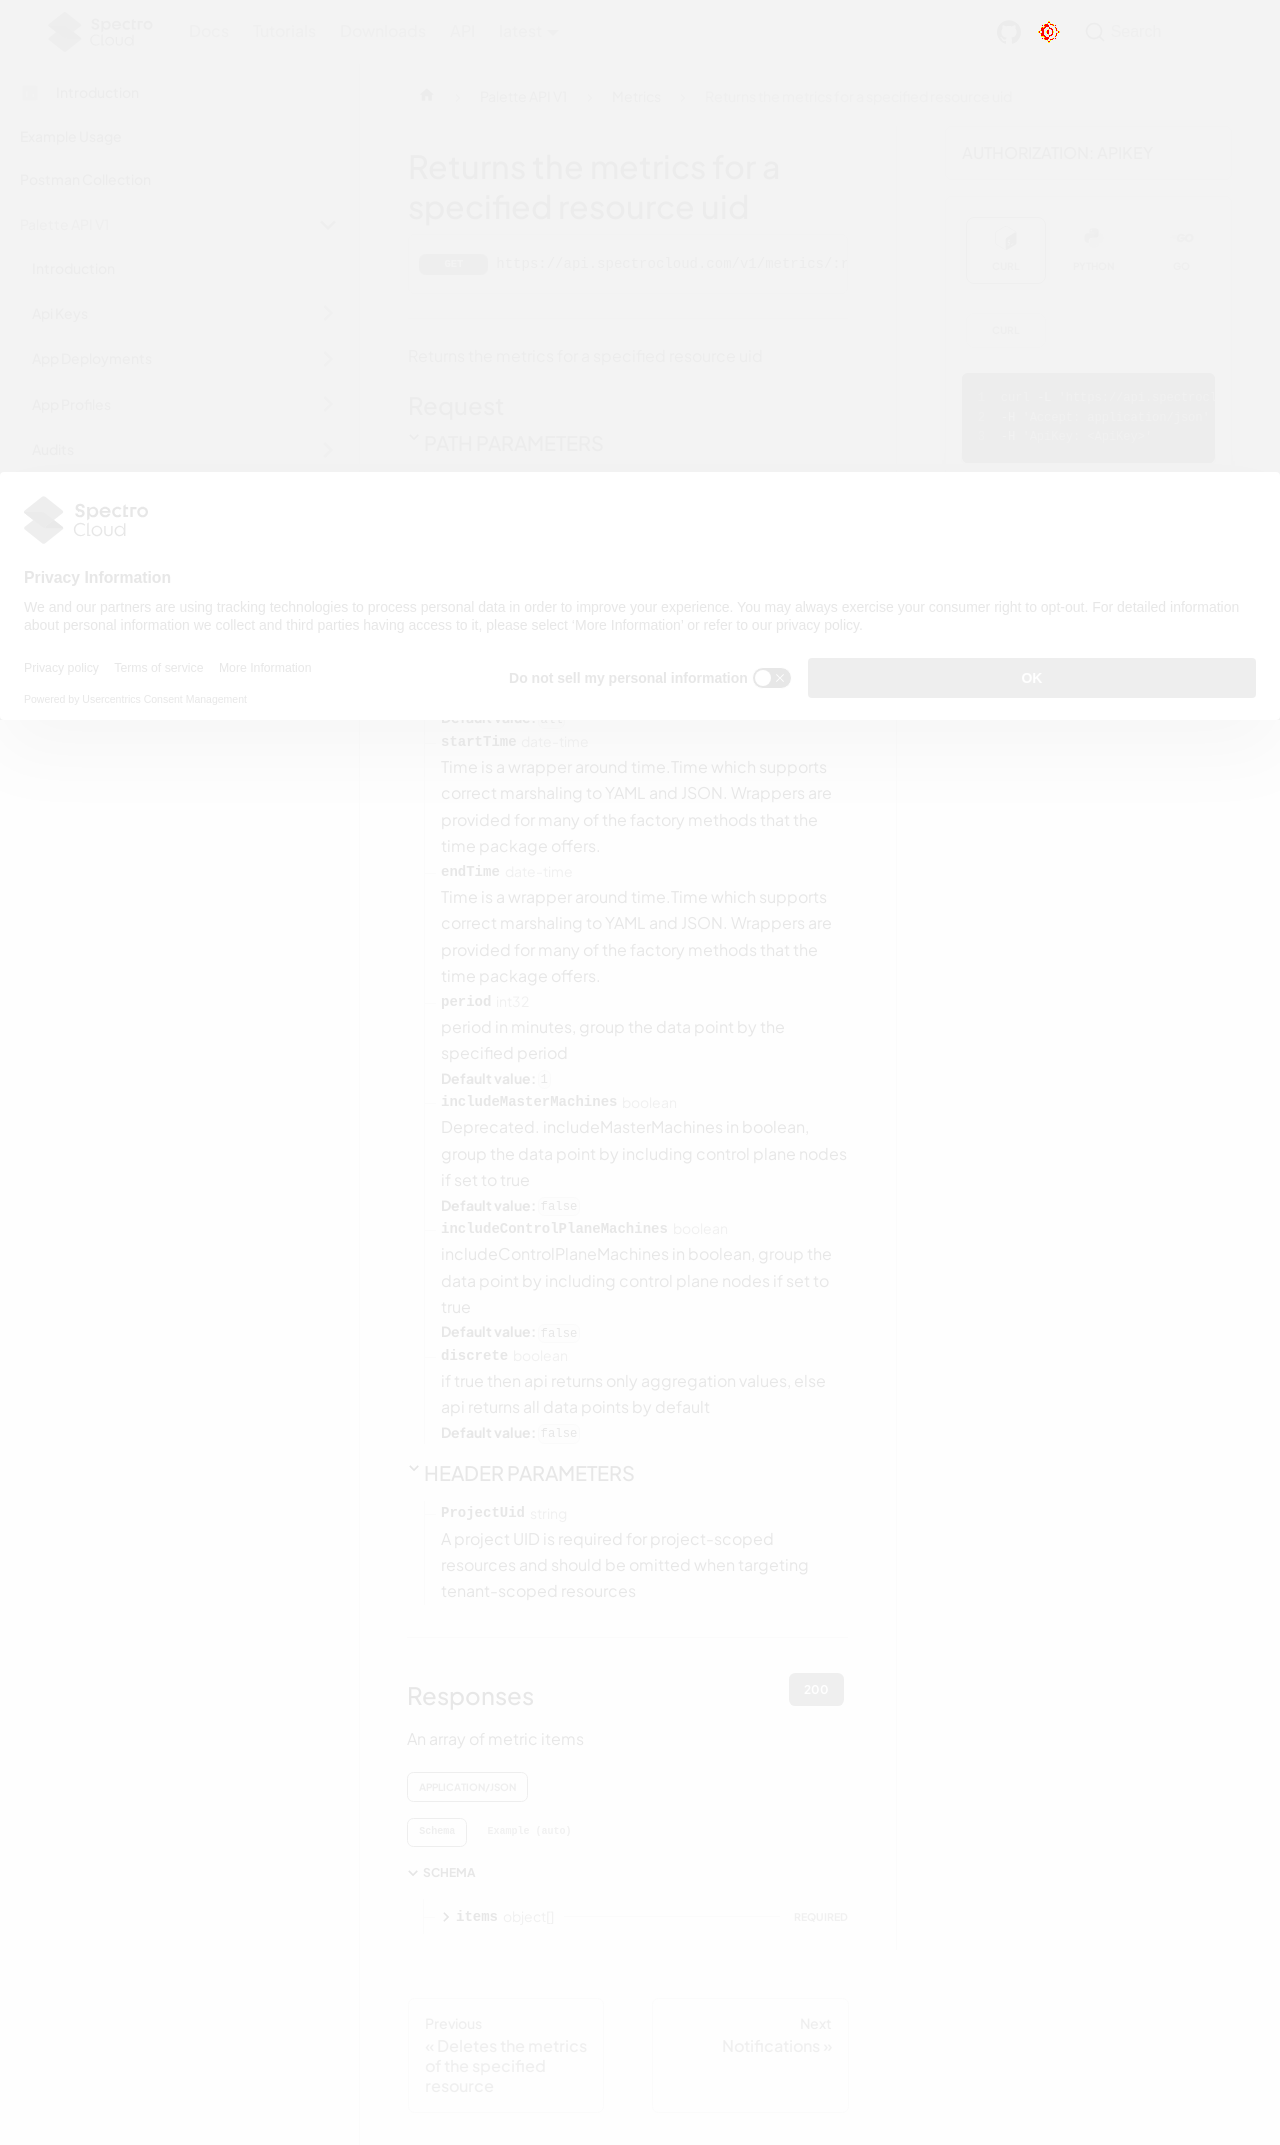 Spectro
Cloud
Docs Tutorials Downloads API latest
Search
Introduction
Palette API V1 Metrics Returns the metrics for a specified resource uid
Example Usage
AUTHORIZATION: APIKEY
Postman Collection
Returns the metrics for a
specified resource uid
Palette API V1
GET https://api.spectrocloud.com/v1/metrics/:r
CURL PYTHON GO
Introduction
Api Keys
CURL
App Deployments
Returns the metrics for a specified resource uid
App Profiles
Request
Audits
PATH PARAMETERS
Spectro
Cloud
Privacy Information
We and our partners are using tracking technologies to process personal data in order to improve your experience. You may always exercise your consumer right to opt-out. For detailed information
about personal information we collect and third parties having access to it, please select ‘More Information’ or refer to our privacy policy.
Privacy policy Terms of service More Information
Do not sell my personal information
OK
Powered by Usercentrics Consent Management
Default value: all
startTime date-time
Time is a wrapper around time.Time which supports
correct marshaling to YAML and JSON. Wrappers are
provided for many of the factory methods that the
time package offers.
endTime date-time
Time is a wrapper around time.Time which supports
correct marshaling to YAML and JSON. Wrappers are
provided for many of the factory methods that the
time package offers.
period int32
period in minutes, group the data point by the
specified period
Default value: 1
includeMasterMachines boolean
Deprecated. includeMasterMachines in boolean,
group the data point by including control plane nodes
if set to true
Default value: false
includeControlPlaneMachines boolean
includeControlPlaneMachines in boolean, group the
data point by including control plane nodes if set to
true
Default value: false
discrete boolean
if true then api returns only aggregation values, else
api returns all data points by default
Default value: false
HEADER PARAMETERS
ProjectUid string
A project UID is required for project-scoped
resources and should be omitted when targeting
tenant-scoped resources
Responses
200
An array of metric items
APPLICATION/JSON
Schema Example (auto)
SCHEMA
items object[] REQUIRED
Previous
« Deletes the metrics
of the specified
resource
Next
Notifications »